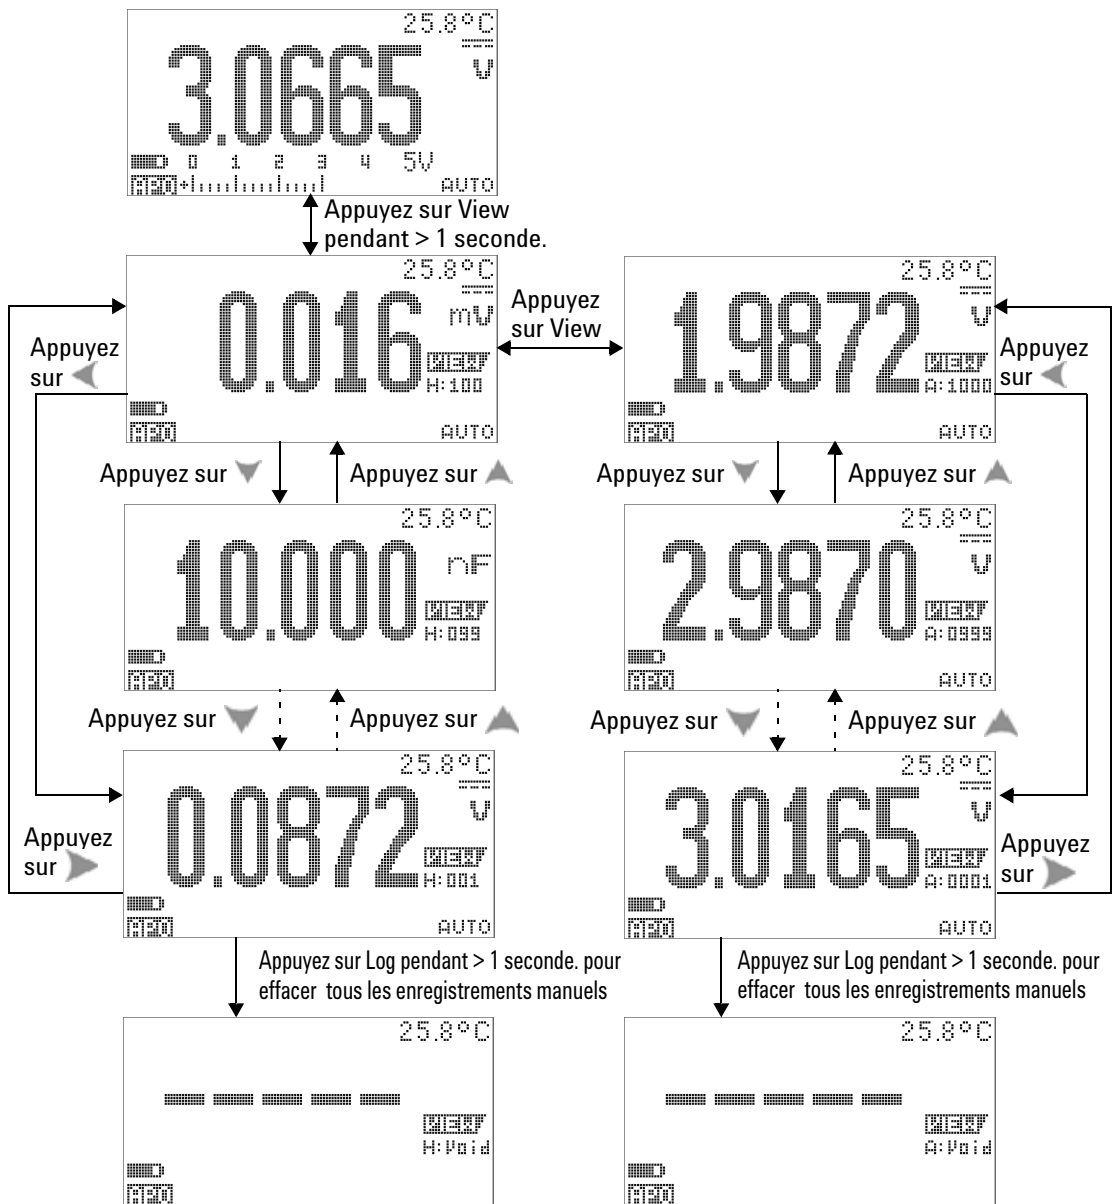 25.8°C
3.0665
V
0 1 2 3 4 5V
APO
AUTO
Appuyez sur View
pendant > 1 seconde.
25.8°C
0.016
mV
VIEW
H:100
APO
AUTO
Appuyez
sur View
25.8°C
1.9872
V
VIEW
A:1000
APO
AUTO
Appuyez
sur
Appuyez
sur
Appuyez sur
Appuyez sur
Appuyez sur
Appuyez sur
25.8°C
10.000
nF
VIEW
H:099
APO
25.8°C
2.9870
V
VIEW
A:0999
APO
AUTO
Appuyez sur
Appuyez sur
Appuyez sur
Appuyez sur
25.8°C
0.0872
V
VIEW
H:001
APO
AUTO
25.8°C
3.0165
V
VIEW
A:0001
APO
AUTO
Appuyez
sur
Appuyez
sur
Appuyez sur Log pendant > 1 seconde. pour
effacer tous les enregistrements manuels
Appuyez sur Log pendant > 1 seconde. pour
effacer tous les enregistrements manuels
25.8°C
VIEW
H:Void
APO
25.8°C
VIEW
A:Void
APO